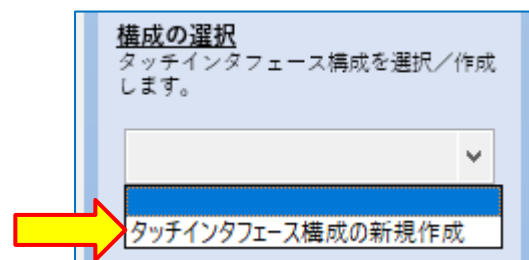 構成の選択
タッチインタフェース構成を選択／作成
します。
タッチインタフェース構成の新規作成